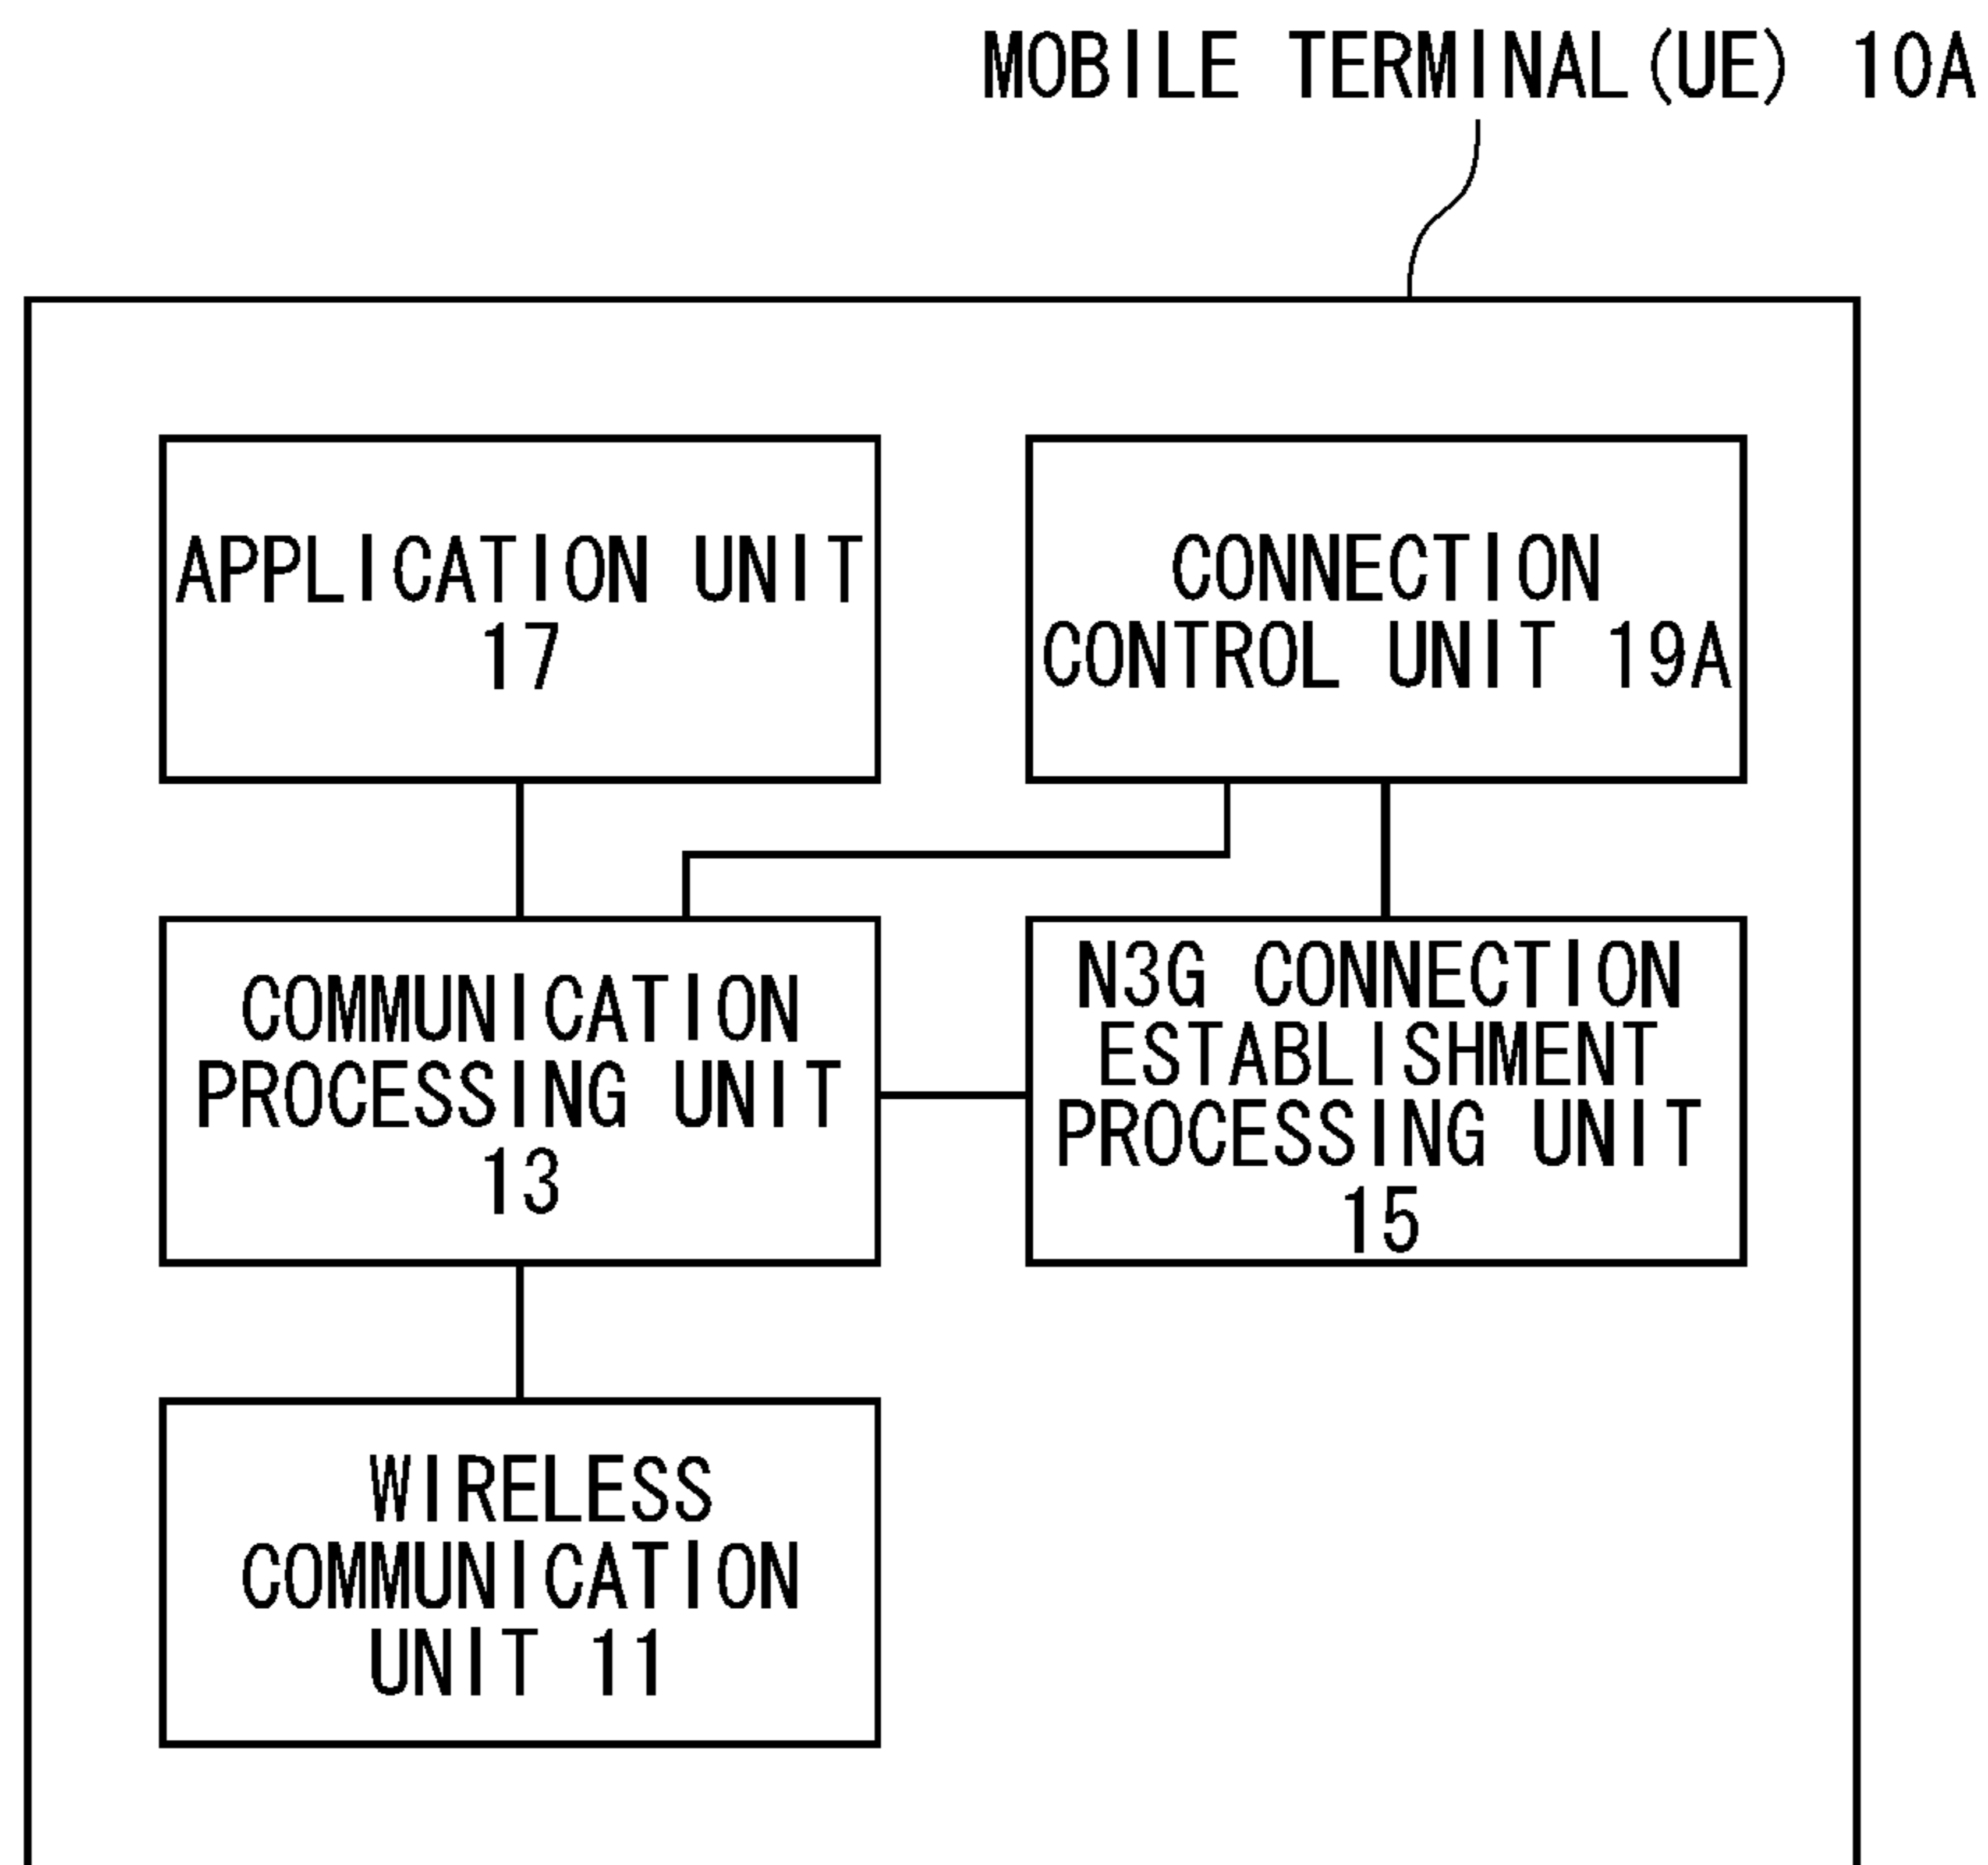 MOBILE TERMINAL(UE) 10A
APPLICATION UNIT
17
CONNECTION
CONTROL UNIT 19A
COMMUNICATION
PROCESSING UNIT
13
N3G CONNECTION
ESTABLISHMENT
PROCESSING UNIT
15
WIRELESS
COMMUNICATION
UNIT 11